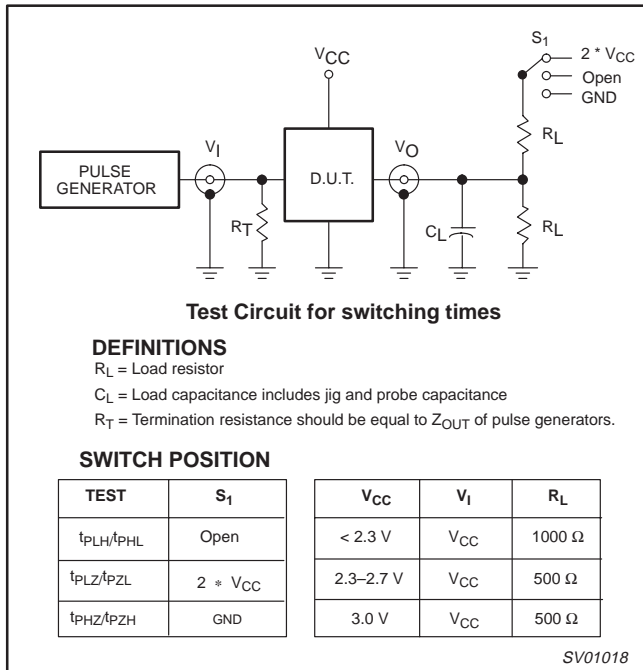 S1
2 * VCC
Open
GND
VCC
RL
VI
VO
PULSE
GENERATOR
D.U.T.
RT
CL
RL
Test Circuit for switching times
DEFINITIONS
RL = Load resistor
CL = Load capacitance includes jig and probe capacitance
RT = Termination resistance should be equal to ZOUT of pulse generators.
SWITCH POSITION
TEST S1
tPLH/tPHL Open
tPLZ/tPZL 2 * VCC
tPHZ/tPZH GND
VCC VI RL
< 2.3 V VCC 1000 Ω
2.3–2.7 V VCC 500 Ω
3.0 V VCC 500 Ω
SV01018